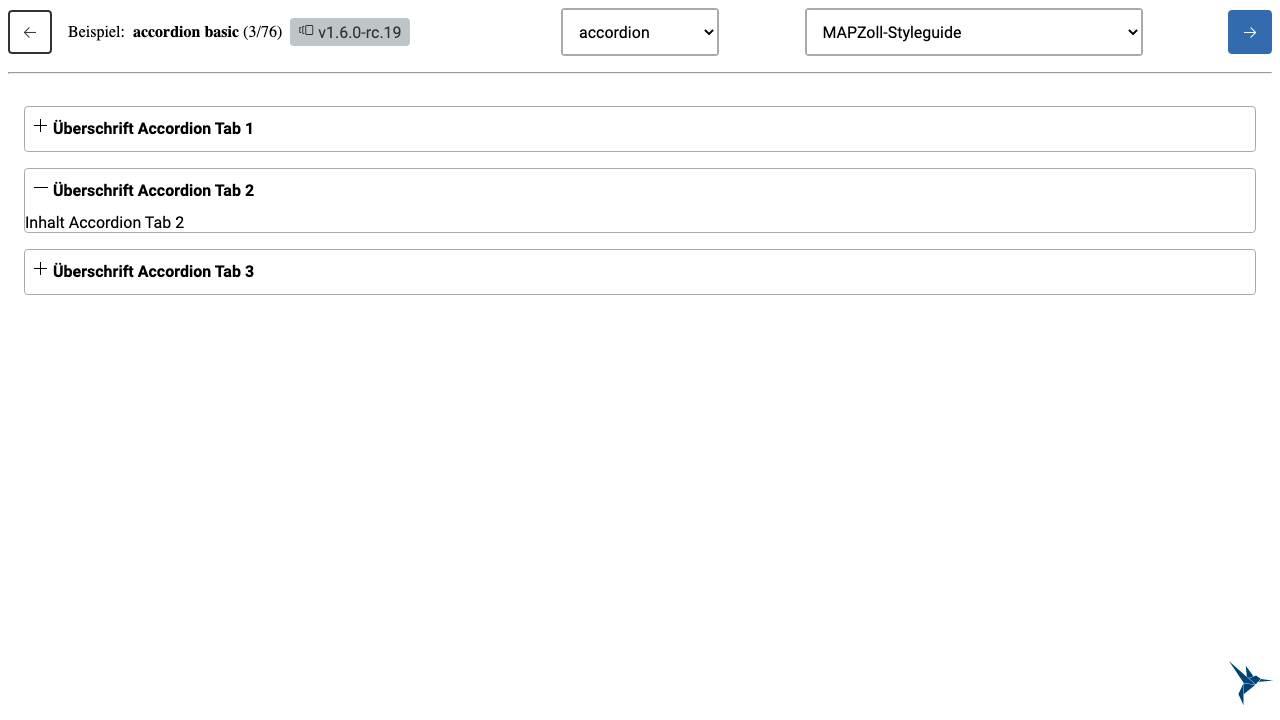 Beispiel: accordion basic (3/76) v1.6.0-rc.19 accordion MAPZoll-Styleguide
Überschrift Accordion Tab 1
Überschrift Accordion Tab 2
Inhalt Accordion Tab 2
Überschrift Accordion Tab 3